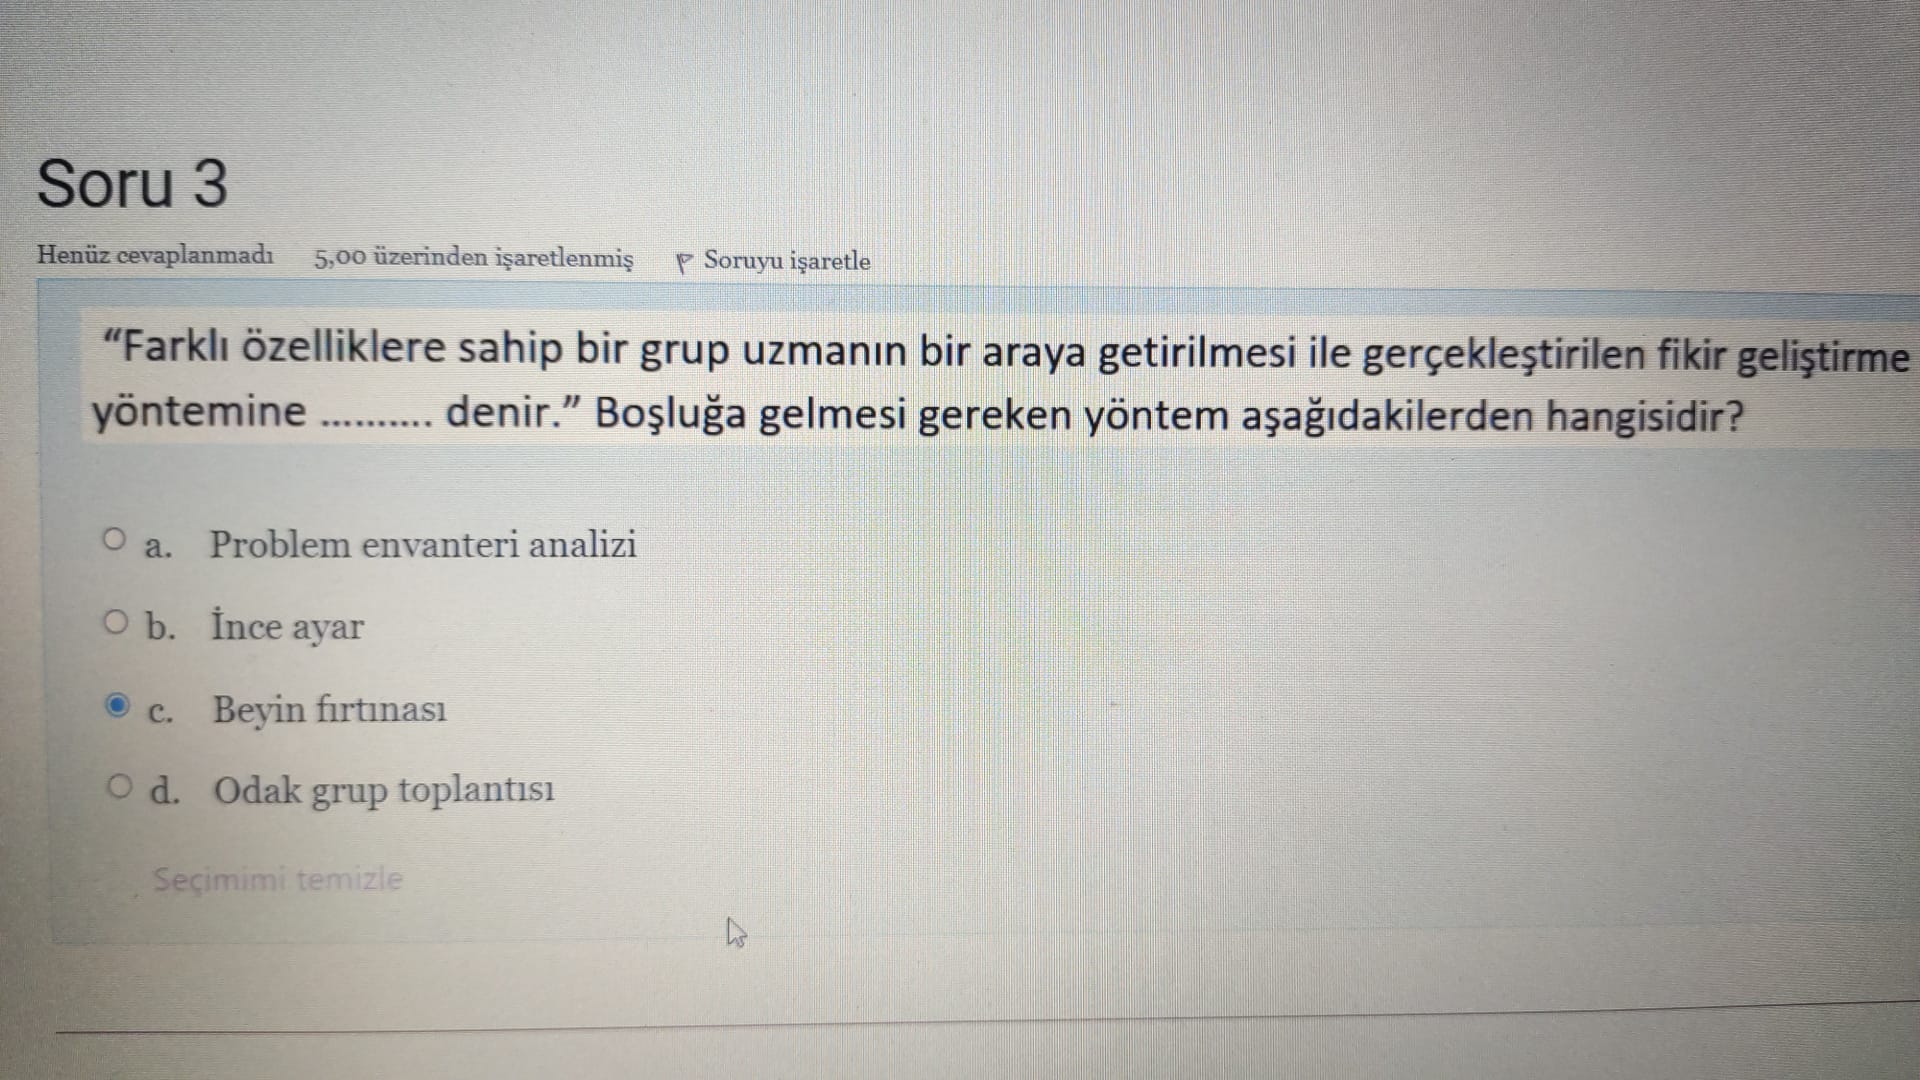 Soru 3
Henüz cevaplanmadı 5,00 üzerinden işaretlenmiş Soruyu işaretle
“Farklı özelliklere sahip bir grup uzmanın bir araya getirilmesi ile gerçekleştirilen fikir geliştirme
yöntemine .......... denir.” Boşluğa gelmesi gereken yöntem aşağıdakilerden hangisidir?
a. Problem envanteri analizi
b. İnce ayar
c. Beyin fırtınası
d. Odak grup toplantısı
Seçimimi temizle